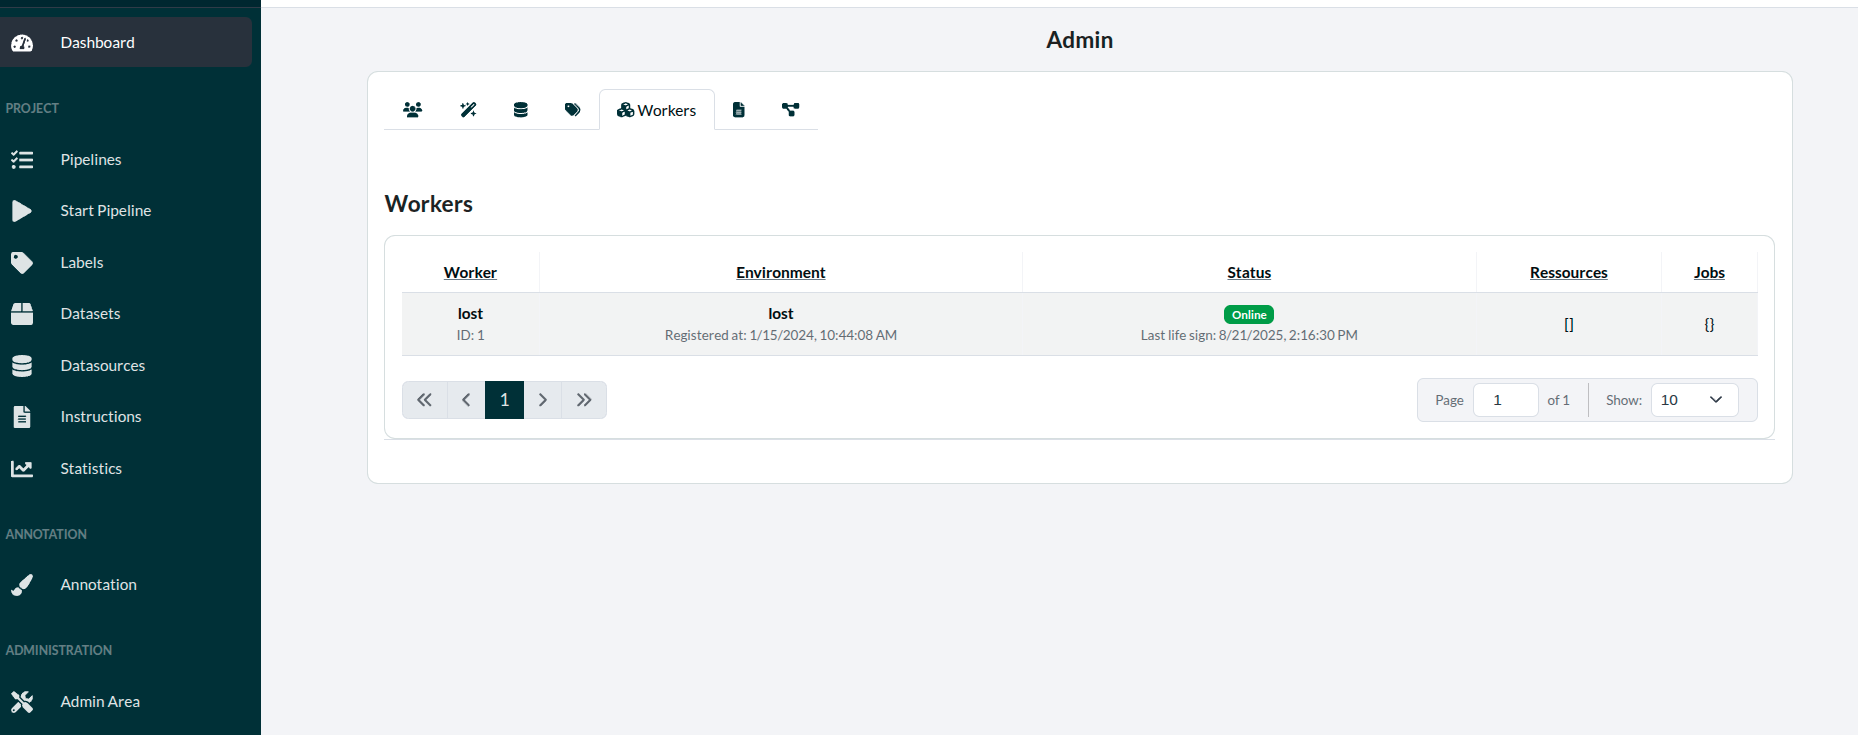 Dashboard
PROJECT
Pipelines
Start Pipeline
Labels
Datasets
Datasources
Instructions
Statistics
ANNOTATION
Annotation
ADMINISTRATION
Admin Area
Admin
Workers
Workers
Worker Environment Status Ressources Jobs
lost lost Online [] {}
ID: 1 Registered at: 1/15/2024, 10:44:08 AM Last life sign: 8/21/2025, 2:16:30 PM
1 Page 1 of 1 Show: 10